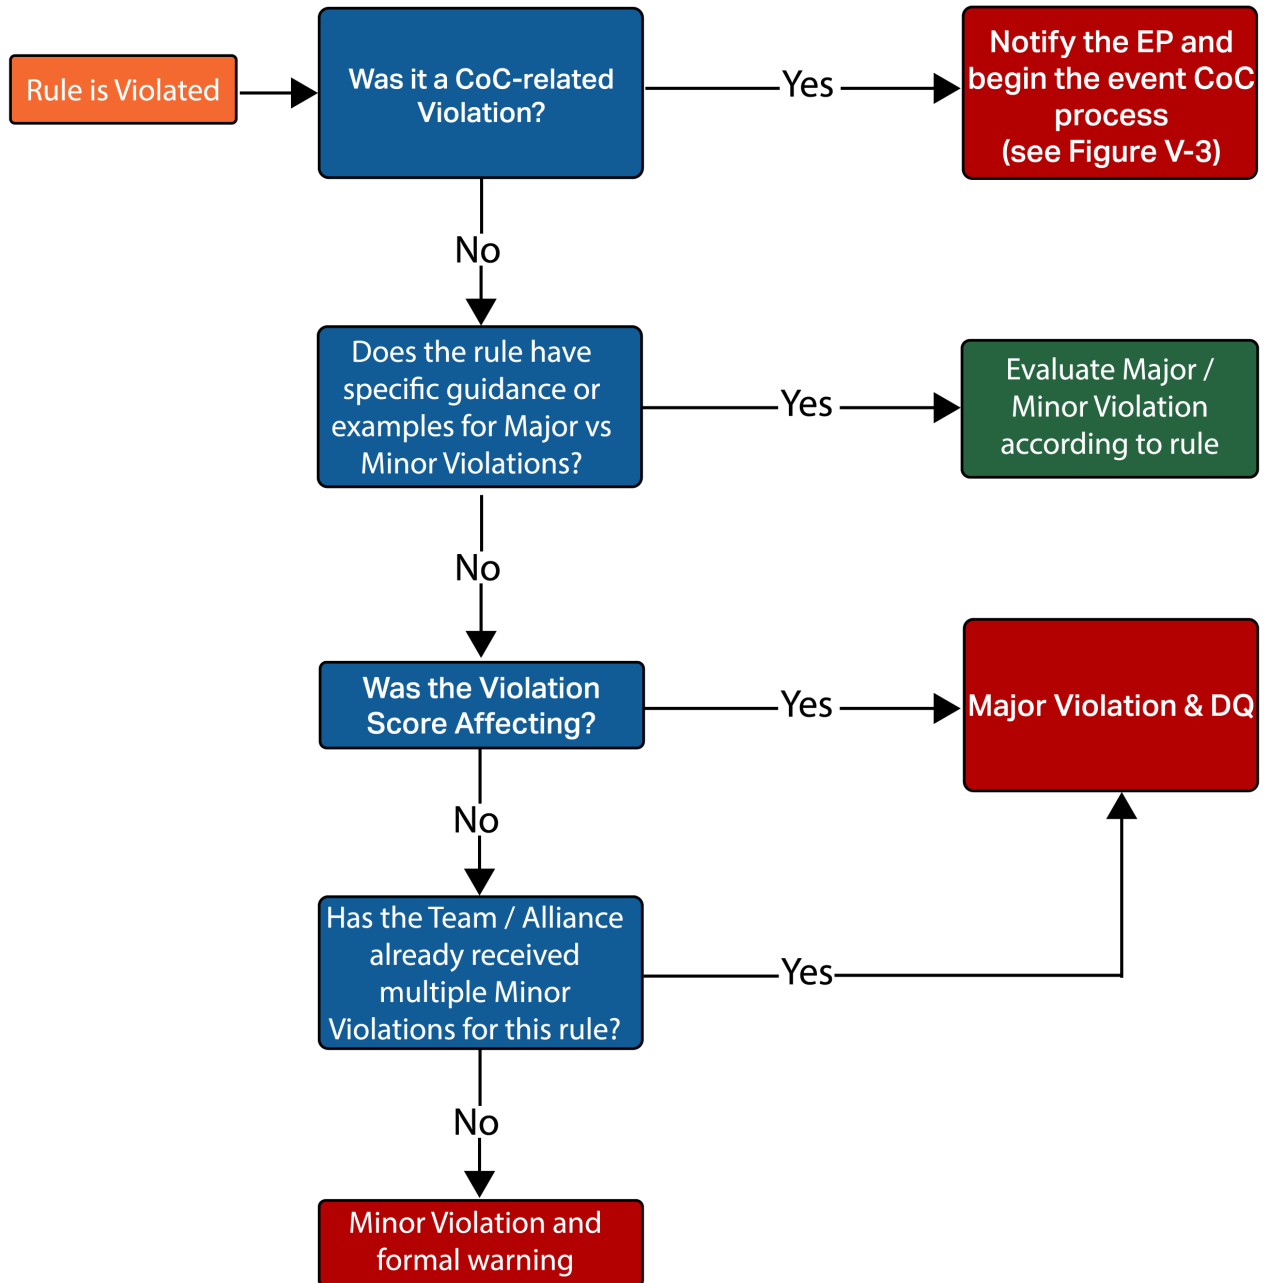 Rule is Violated
Was it a CoC-related
Violation?
Yes
Notify the EP and
begin the event CoC
process
(see Figure V-3)
No
Does the rule have
specific guidance or
examples for Major vs
Minor Violations?
Yes
Evaluate Major /
Minor Violation
according to rule
No
Was the Violation
Score Affecting?
Yes
Major Violation & DQ
No
Has the Team / Alliance
already received
multiple Minor
Violations for this rule?
Yes
No
Minor Violation and
formal warning